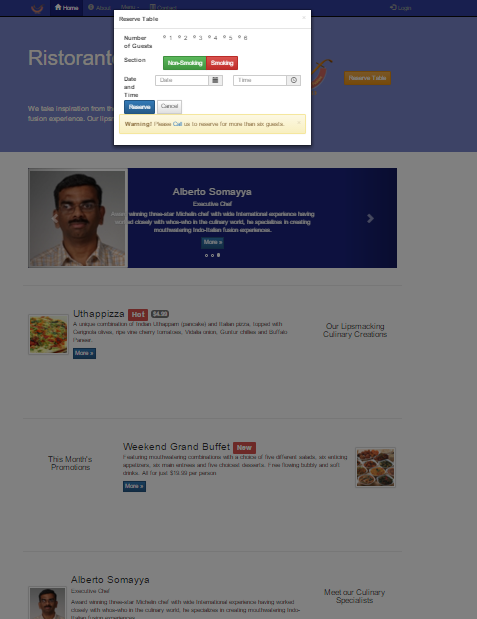 Home
About
Menu
Contact
Login
Reserve Table
×
Number
of Guests
1 2 3 4 5 6
Section
Non-Smoking Smoking
Date
and
Time
Date
Time
Reserve Cancel
Warning! Please Call us to reserve for more than six guests.
×
Ristorante
Reserve Table
We take inspiration from
fusion experience. Our
Alberto Somayya
Executive Chef
Award winning three-star Michelin chef with wide International experience having
worked closely with whos-who in the culinary world, he specializes in creating
mouthwatering Indo-Italian fusion experiences.
More »
Uthappizza Hot $4.99
A unique combination of Indian Uthappam (pancake) and Italian pizza, topped with
Cerignola olives, ripe vine cherry tomatoes, Vidalia onion, Guntur chillies and Buffalo
Paneer.
More »
Our Lipsmacking
Culinary Creations
This Month's
Promotions
Weekend Grand Buffet New
Featuring mouthwatering combinations with a choice of five different salads, six enticing
appetizers, six main entrees and five choicest desserts. Free flowing bubbly and soft
drinks. All for just $19.99 per person
More »
Alberto Somayya
Executive Chef
Award winning three-star Michelin chef with wide International experience having worked
closely with whos-who in the culinary world, he specializes in creating mouthwatering Indo-
Italian fusion experiences.
Meet our Culinary
Specialists